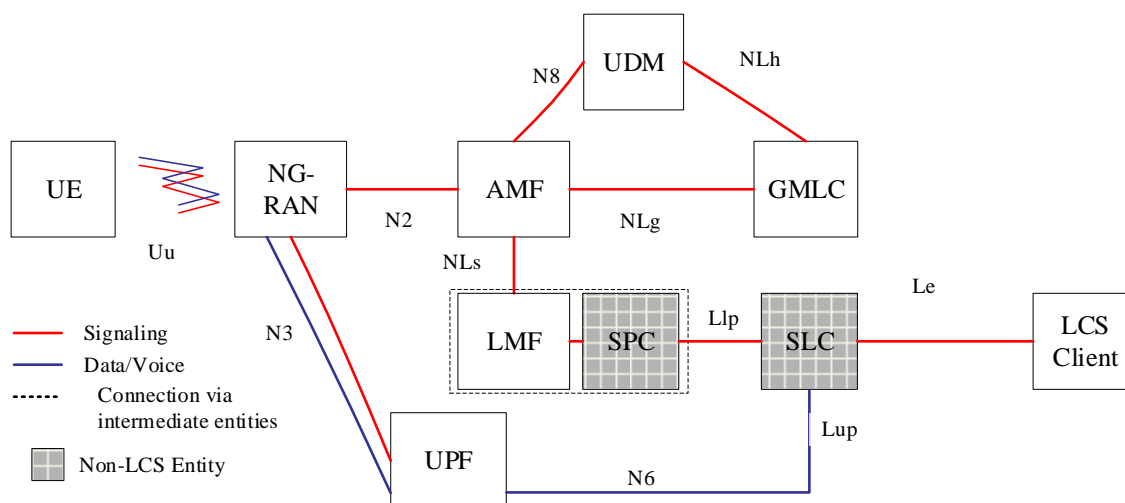 UDM
NLh
N8
UE
NG-
RAN
AMF
GMLC
N2
NLg
Uu
NLs
Le
N3
LMF
SPC
Llp
SLC
LCS
Client
Signaling
Data/Voice
Connection via
intermediate entities
Non-LCS Entity
UPF
N6
Lup